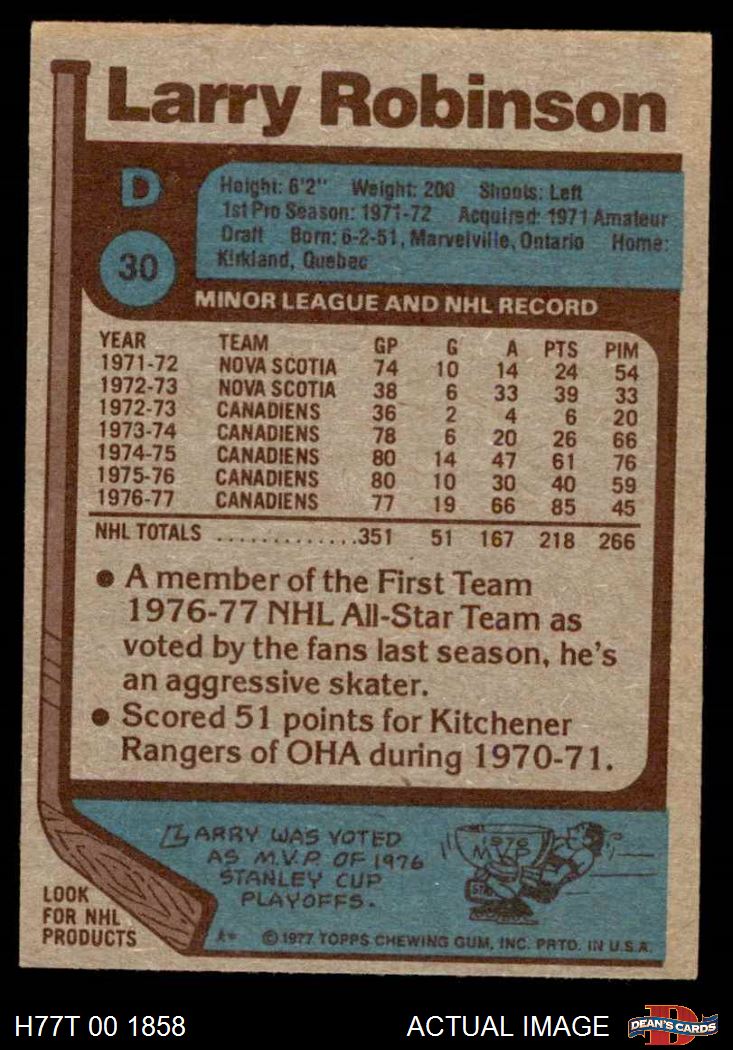 Larry Robinson
D
30
Height: 6'2" Weight: 200 Shoots: Left
1st Pro Season: 1971-72 Acquired: 1971 Amateur
Draft Born: 6-2-51, Marvelville, Ontario Home:
Kirkland, Quebec
MINOR LEAGUE AND NHL RECORD
YEAR TEAM GP G A PTS PIM
1971-72 NOVA SCOTIA 74 10 14 24 54
1972-73 NOVA SCOTIA 38 6 33 39 33
1972-73 CANADIENS 36 2 4 6 20
1973-74 CANADIENS 78 6 20 26 66
1974-75 CANADIENS 80 14 47 61 76
1975-76 CANADIENS 80 10 30 40 59
1976-77 CANADIENS 77 19 66 85 45
NHL TOTALS .............351 51 167 218 266
• A member of the First Team
1976-77 NHL All-Star Team as
voted by the fans last season, he's
an aggressive skater.
• Scored 51 points for Kitchener
Rangers of OHA during 1970-71.
LARRY WAS VOTED
AS M.V.P. OF 1976
STANLEY CUP
PLAYOFFS.
1976
MVP
LOOK
FOR NHL
PRODUCTS
© 1977 TOPPS CHEWING GUM, INC. PRTD. IN U.S.A.
H77T 00 1858 ACTUAL IMAGE
D
DEAN'S CARDS